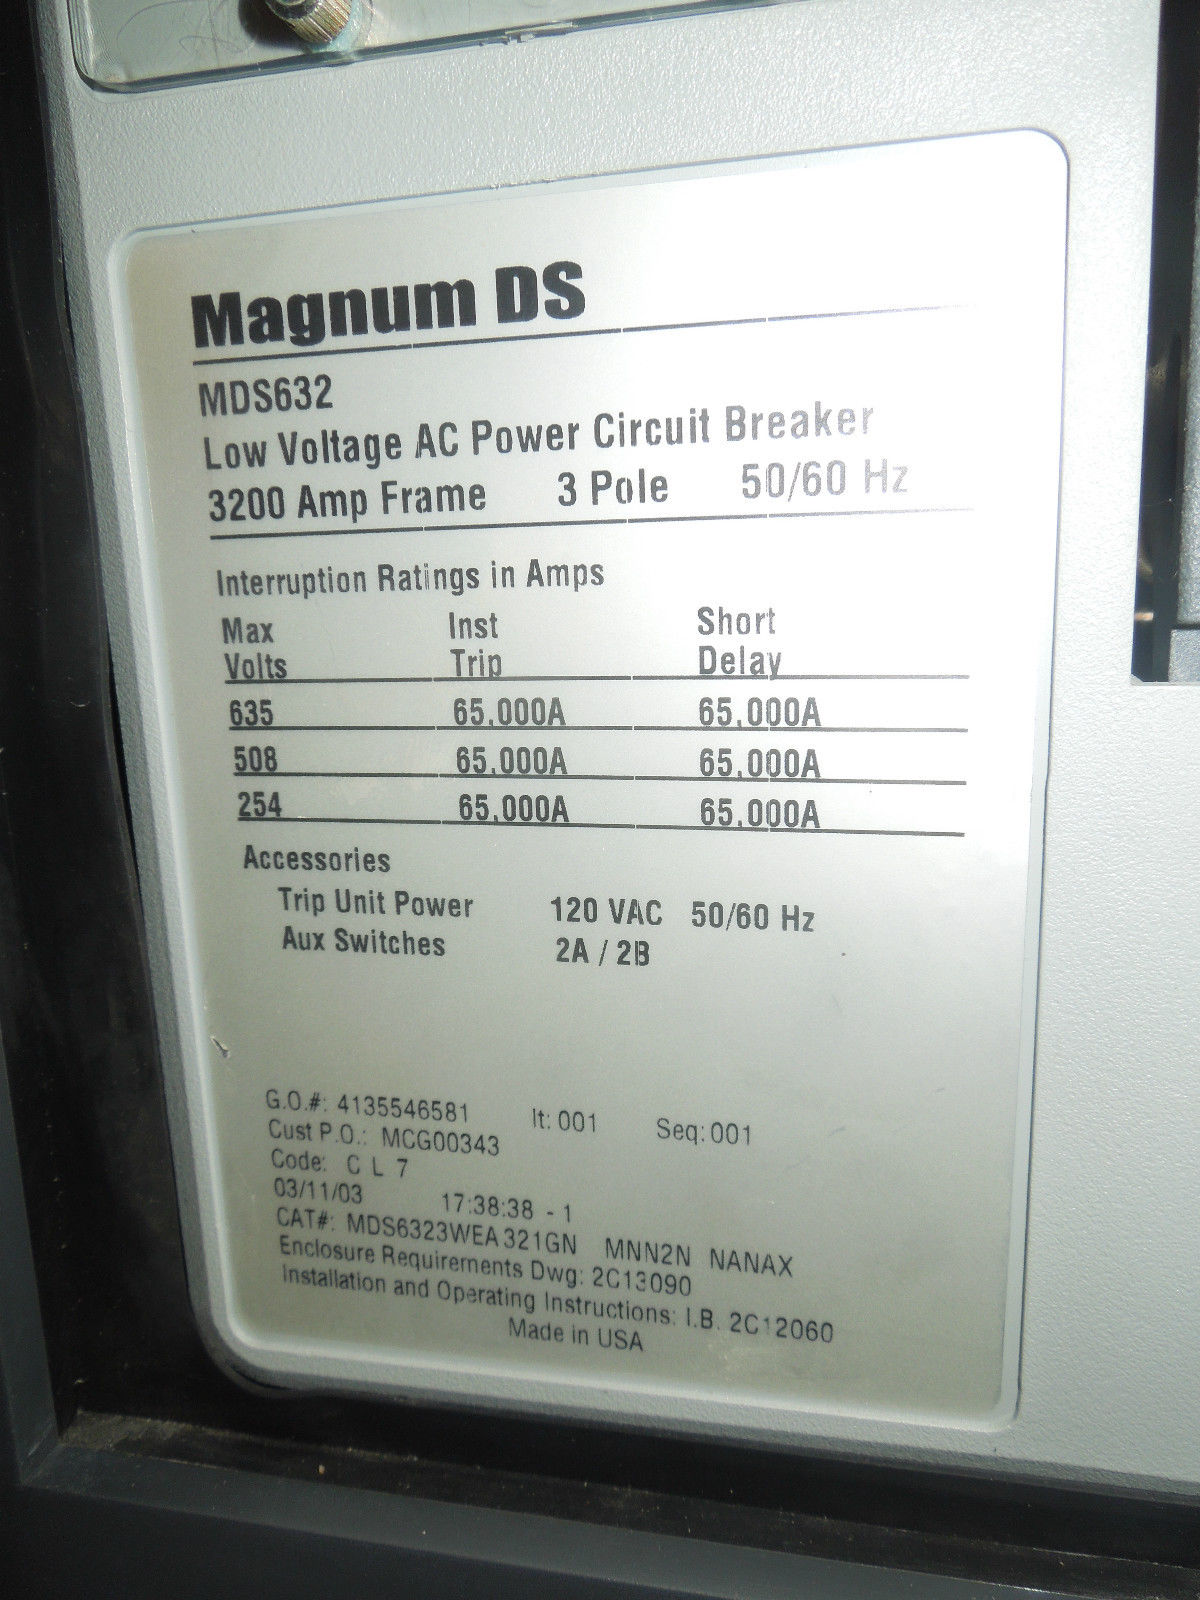 Magnum DS
MDS632
Low Voltage AC Power Circuit Breaker
3200 Amp Frame 3 Pole 50/60 Hz
Interruption Ratings in Amps
Max Inst Short
Volts Trip Delay
635 65,000A 65,000A
508 65,000A 65,000A
254 65,000A 65,000A
Accessories
Trip Unit Power 120 VAC 50/60 Hz
Aux Switches 2A / 2B
G.O.#: 4135546581 It: 001 Seq: 001
Cust P.O.: MCG00343
Code: C L 7
03/11/03 17:38:38 - 1
CAT#: MDS6323WEA321GN MNN2N NANAX
Enclosure Requirements Dwg: 2C13090
Installation and Operating Instructions: I.B. 2C12060
Made in USA